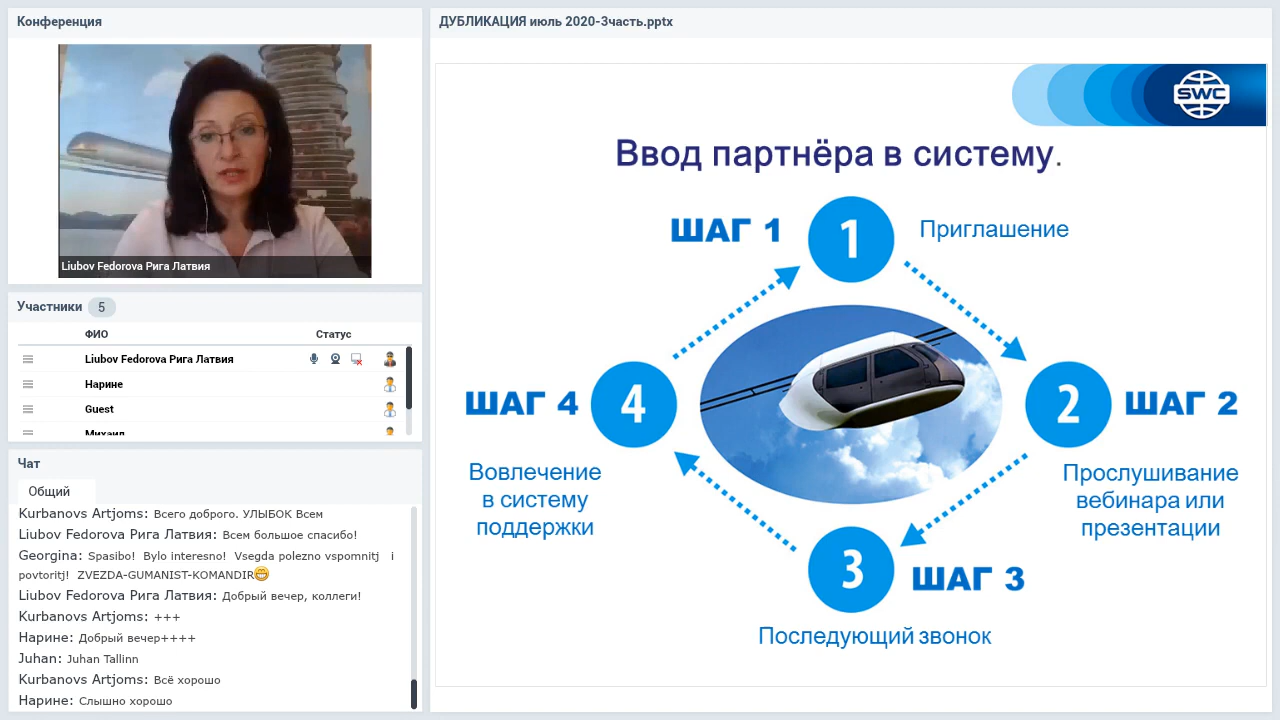 Конференция
Liubov Fedorova Рига Латвия
Участники 5
ФИО Статус
Liubov Fedorova Рига Латвия
Нарине
Guest
Михаил
Чат
Общий
Kurbanovs Artjoms: Всего доброго. УЛЫБОК Всем
Liubov Fedorova Рига Латвия: Всем большое спасибо!
Georgina: Spasibo! Bylo interesno! Vsegda polezno vspomnitj i
povtoritj! ZVEZDA-GUMANIST-KOMANDIR😁
Liubov Fedorova Рига Латвия: Добрый вечер, коллеги!
Kurbanovs Artjoms: +++
Нарине: Добрый вечер++++
Juhan: Juhan Tallinn
Kurbanovs Artjoms: Всё хорошо
Нарине: Слышно хорошо
ДУБЛИКАЦИЯ июль 2020-3часть.pptx
SWC
Ввод партнёра в систему.
ШАГ 1
1
Приглашение
ШАГ 2
2
Прослушивание
вебинара или
презентации
ШАГ 3
3
Последующий звонок
ШАГ 4
4
Вовлечение
в систему
поддержки